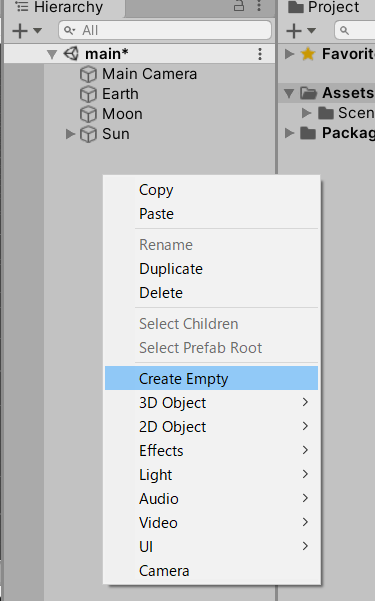 Hierarchy
Project
All
main*
Favorit
Main Camera
Earth
Assets
Moon
Scen
Sun
Packag
Copy
Paste
Rename
Duplicate
Delete
Select Children
Select Prefab Root
Create Empty
3D Object
2D Object
Effects
Light
Audio
Video
UI
Camera